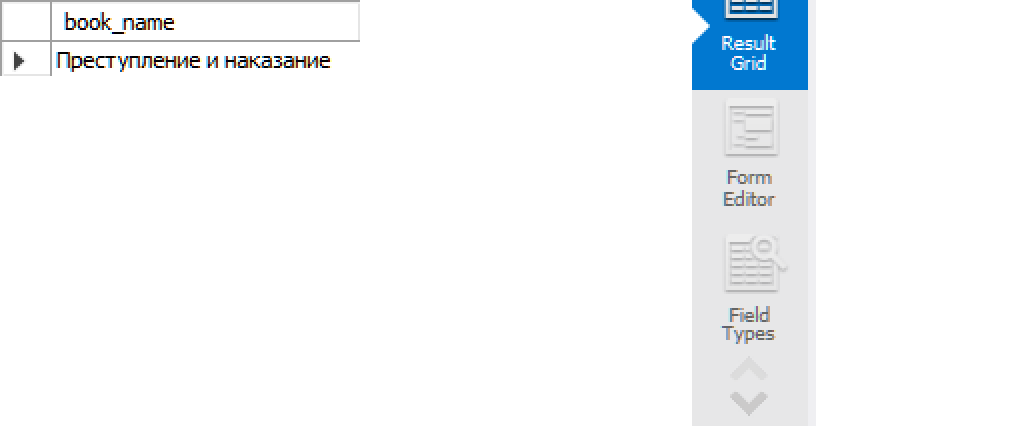 book_name
Преступление и наказание
Result
Grid
Form
Editor
Field
Types